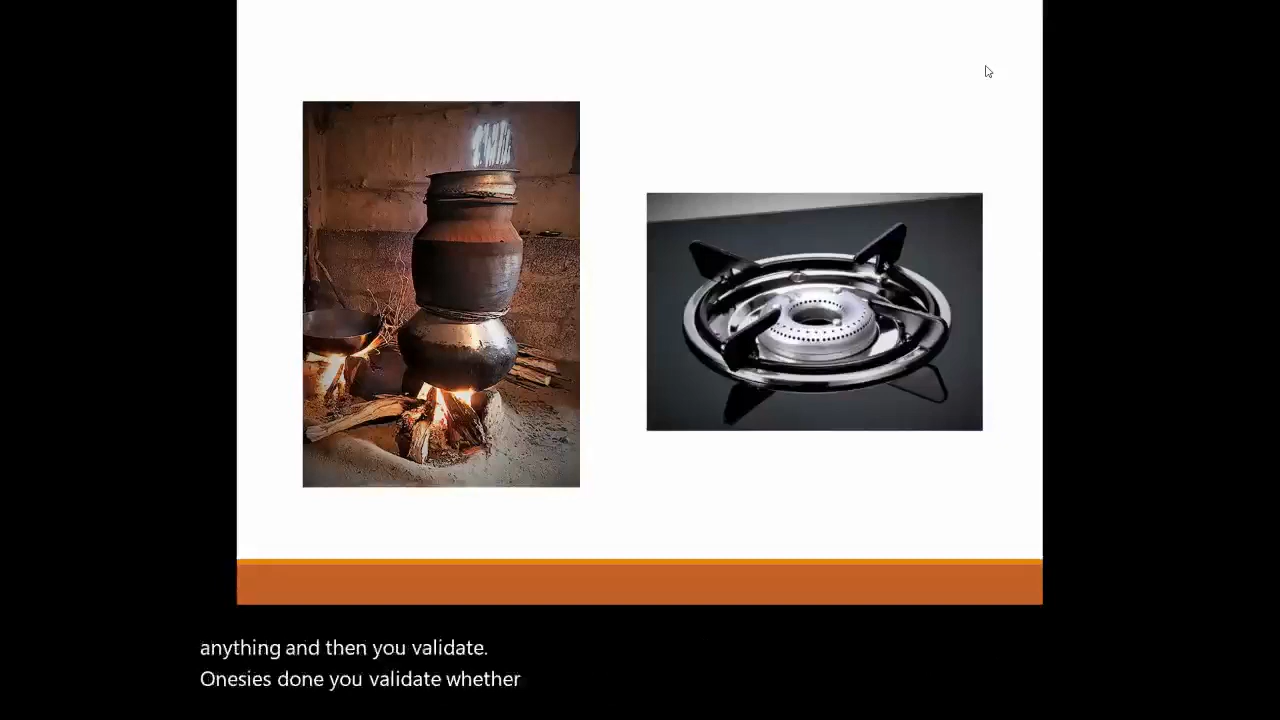 anything and then you validate.
Onesies done you validate whether